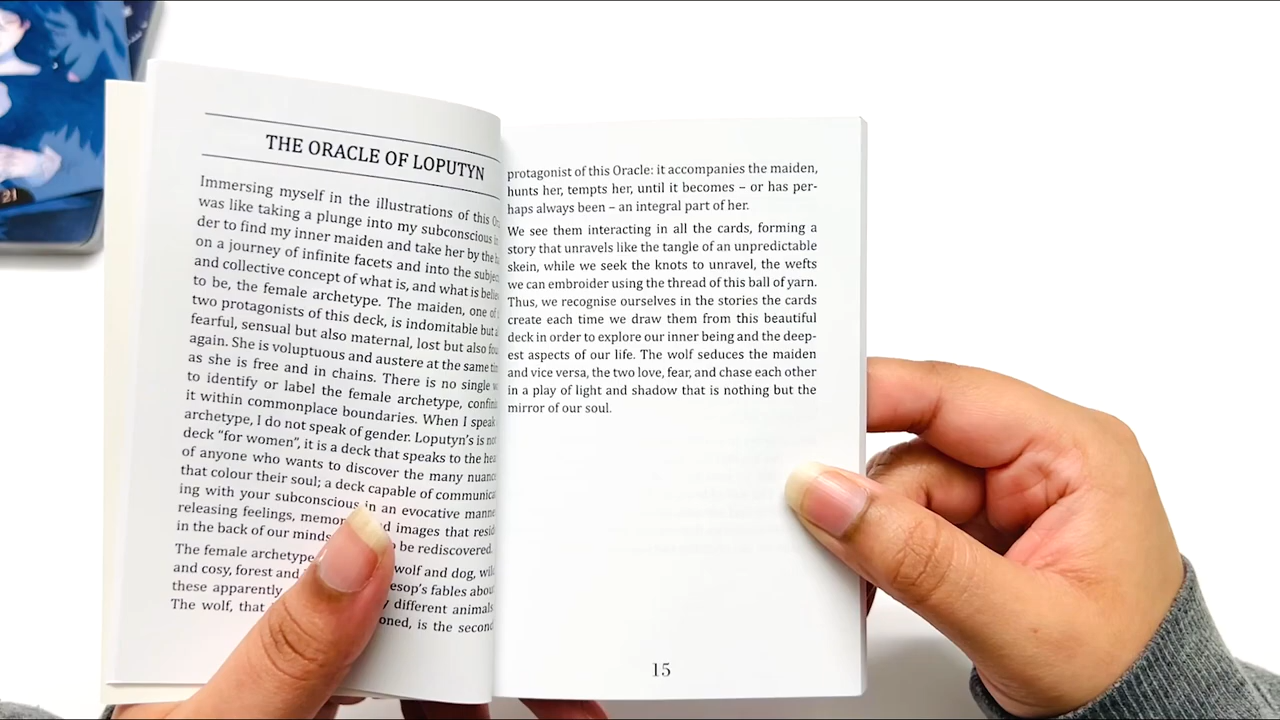 THE ORACLE OF LOPUTYN
Immersing myself in the illustrations of this
was like taking a plunge into my subconscious
der to find my inner maiden and take her by the
on a journey of infinite facets and into the
and collective concept of what is, and what is
to be, the female archetype. The maiden, one of
two protagonists of this deck, is indomitable but
fearful, sensual but also maternal, lost but also
again. She is voluptuous and austere at the same
as she is free and in chains. There is no single
to identify or label the female archetype,
it within commonplace boundaries. When I speak
archetype, I do not speak of gender. Loputyn's is
deck “for women”, it is a deck that speaks to the
of anyone who wants to discover the many
that colour their soul; a deck capable of
ing with your subconscious in an evocative
releasing feelings, images that
in the back of our minds be rediscovered.
The female archetype wolf and dog,
and cosy, forest and fables
these apparently different animals
The wolf, that is the second
protagonist of this Oracle: it accompanies the maiden,
hunts her, tempts her, until it becomes – or has per-
haps always been – an integral part of her.
We see them interacting in all the cards, forming a
story that unravels like the tangle of an unpredictable
skein, while we seek the knots to unravel, the wefts
we can embroider using the thread of this ball of yarn.
Thus, we recognise ourselves in the stories the cards
create each time we draw them from this beautiful
deck in order to explore our inner being and the deep-
est aspects of our life. The wolf seduces the maiden
and vice versa, the two love, fear, and chase each other
in a play of light and shadow that is nothing but the
mirror of our soul.
15
21